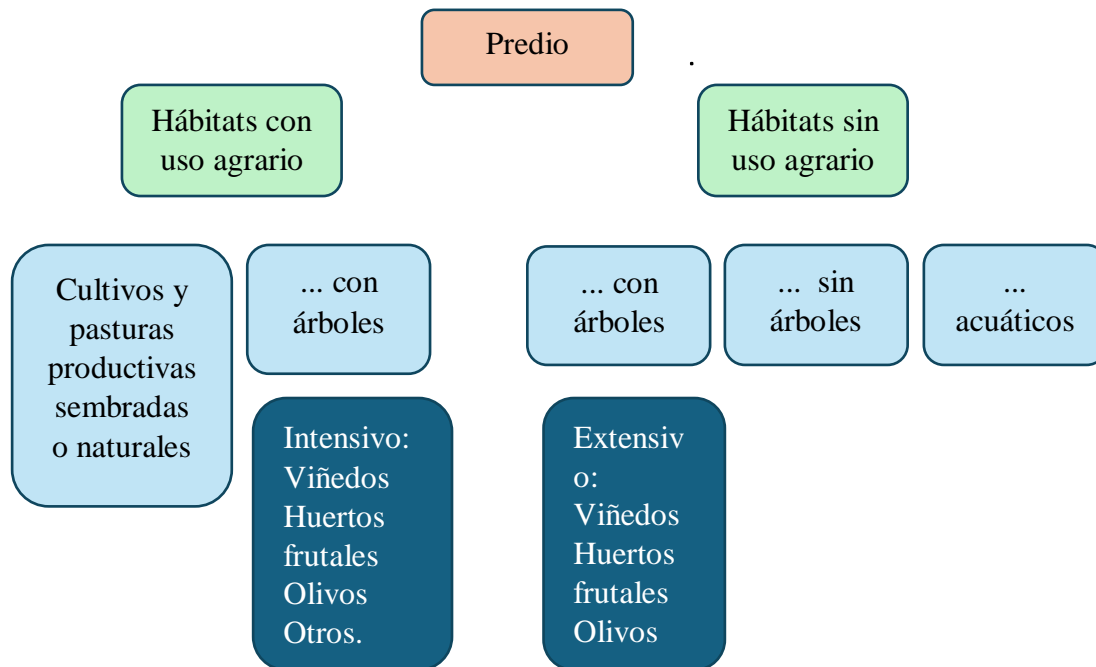 Predio
.
Hábitats con
uso agrario
Hábitats sin
uso agrario
Cultivos y
pasturas
productivas
sembradas
o naturales
... con
árboles
... con
árboles
... sin
árboles
...
acuáticos
Intensivo:
Viñedos
Huertos
frutales
Olivos
Otros.
Extensiv
o:
Viñedos
Huertos
frutales
Olivos